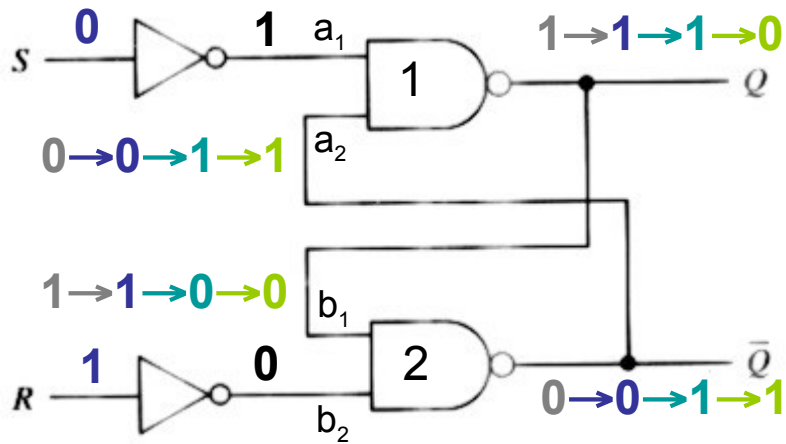 0 1 a₁ 1→1→1→0
S 1 Q
0→0→1→1 a₂
1→1→0→0 b₁
1 0 2 Q̅
R b₂ 0→0→1→1